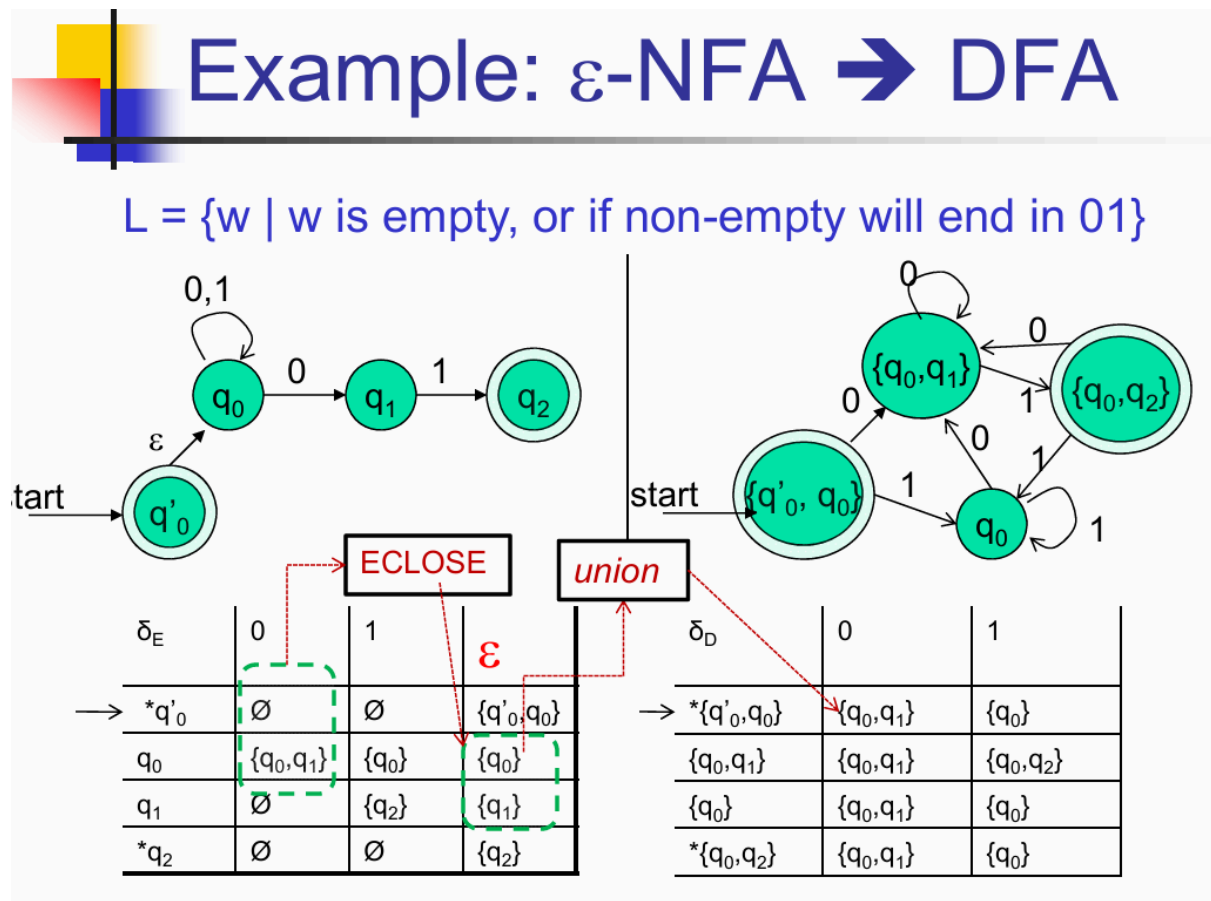 Example: ε-NFA ➔ DFA
L = {w | w is empty, or if non-empty will end in 01}
0,1
0
1
q0
q1
q2
ε
tart
q'0
0
{q0,q1}
0
{q0,q2}
1
0
0
1
start
{q'0, q0}
1
q0
1
ECLOSE
union
δE 0 1 ε
*q'0 Ø Ø {q'0,q0}
q0 {q0,q1} {q0} {q0}
q1 Ø {q2} {q1}
*q2 Ø Ø {q2}
δD 0 1
*{q'0,q0} {q0,q1} {q0}
{q0,q1} {q0,q1} {q0,q2}
{q0} {q0,q1} {q0}
*{q0,q2} {q0,q1} {q0}